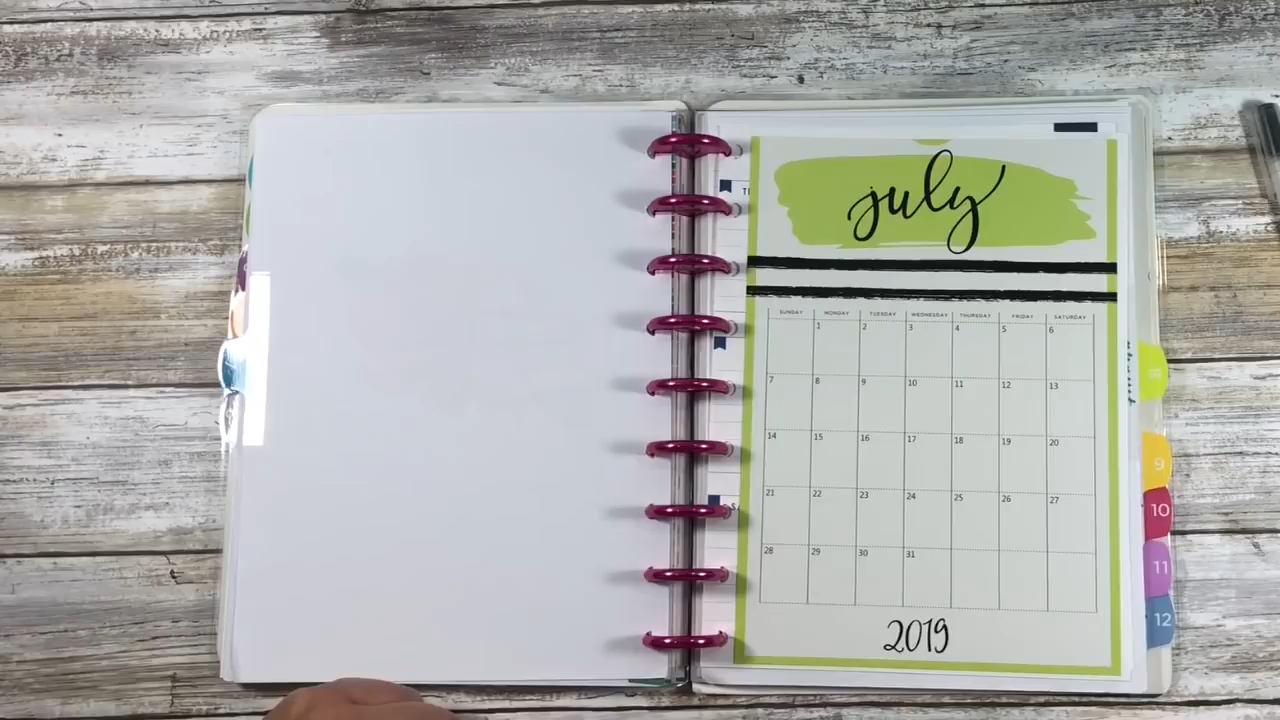 july
SUNDAY MONDAY TUESDAY WEDNESDAY THURSDAY FRIDAY SATURDAY
1 2 3 4 5 6
7 8 9 10 11 12 13
14 15 16 17 18 19 20
21 22 23 24 25 26 27
28 29 30 31
2019
9
10
11
12